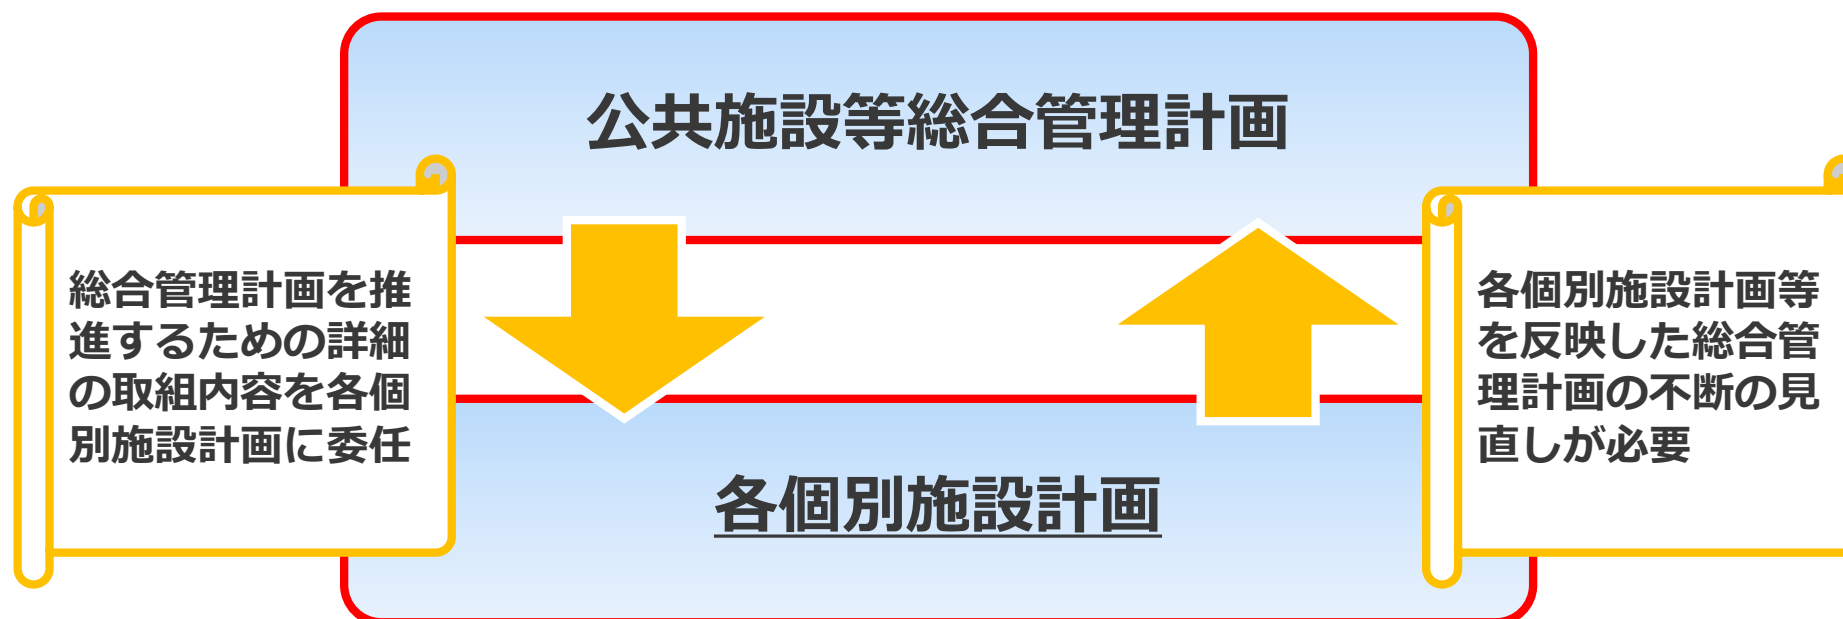 公共施設等総合管理計画
総合管理計画を推
進するための詳細
の取組内容を各個
別施設計画に委任
各個別施設計画等
を反映した総合管
理計画の不断の見
直しが必要
各個別施設計画